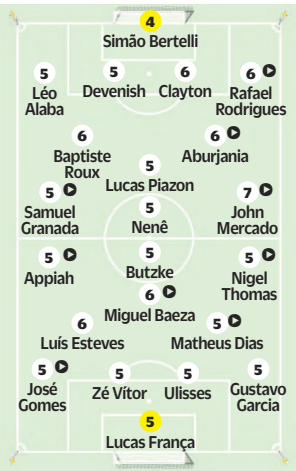 4
Simão Bertelli
5 5 6 6
Léo Alaba Devenish Clayton Rafael Rodrigues
6 6
Baptiste Roux Aburjania
5
Lucas Piazon
5 5 7
Samuel Granada Nenê John Mercado
5 5 5
Appiah Butzke Nigel Thomas
6
Miguel Baeza
6 5
Luís Esteves Matheus Dias
5 5 5 5
José Gomes Zé Vítor Ulisses Gustavo Garcia
5
Lucas França